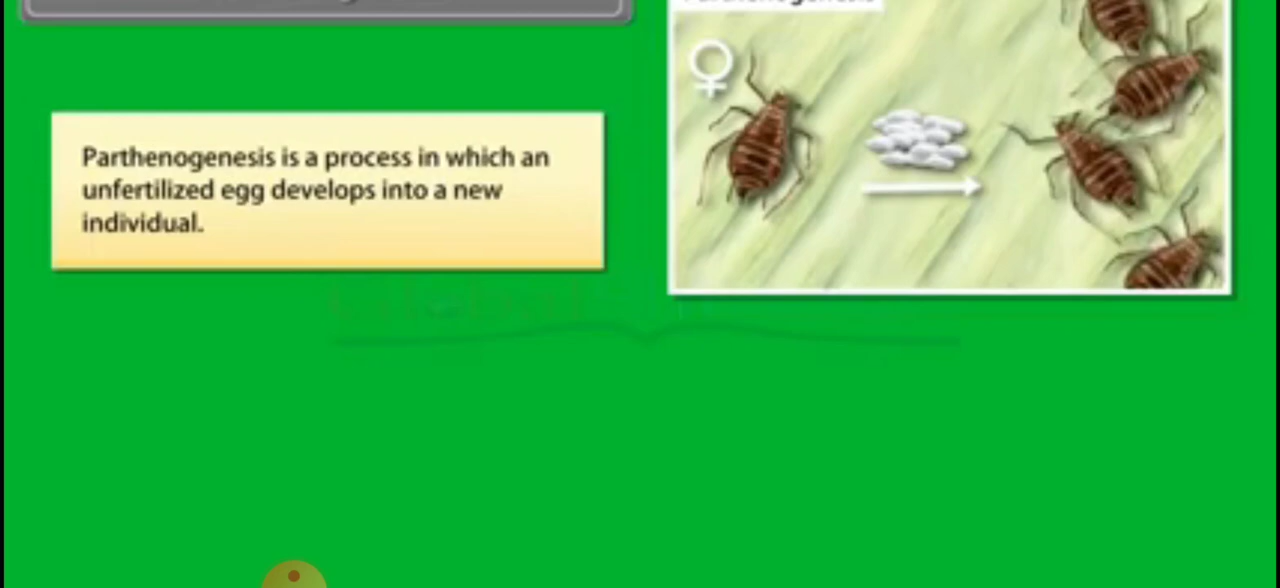 Parthenogenesis is a process in which an
unfertilized egg develops into a new
individual.